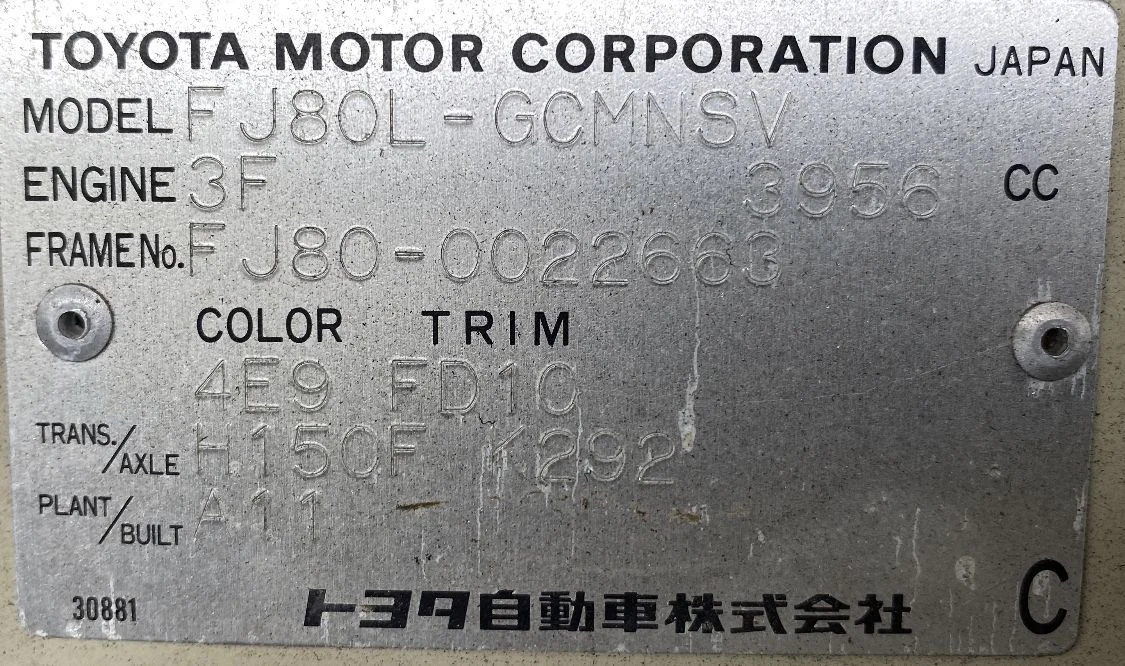 TOYOTA MOTOR CORPORATION JAPAN
MODEL FJ80L-GCMNSV
ENGINE 3F 3956 CC
FRAME No. FJ80-0022663
COLOR TRIM
4E9 FD10
TRANS./AXLE H150F K292
PLANT/BUILT A11
30881 トヨタ自動車株式会社 C